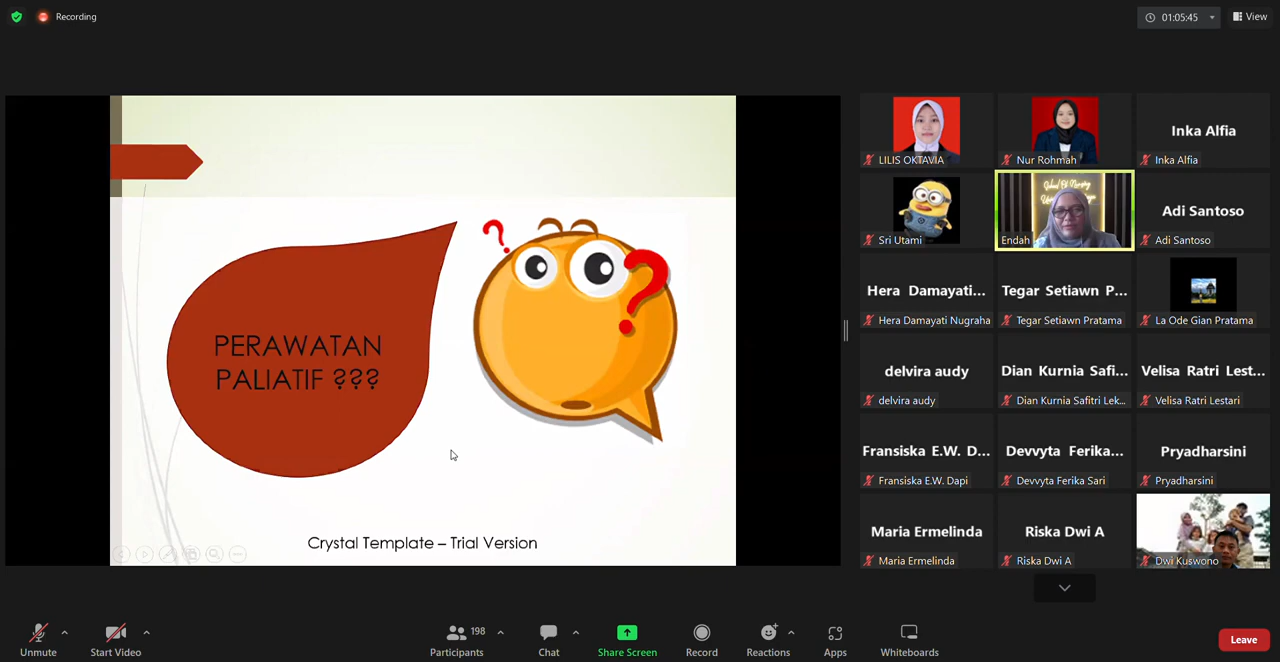 Recording
01:05:45
View
PERAWATAN
PALIATIF ???
? ?
Crystal Template – Trial Version
LILIS OKTAVIA
Nur Rohmah
Inka Alfia
Inka Alfia
Sri Utami
Endah
Adi Santoso
Adi Santoso
Hera Damayati...
Hera Damayati Nugraha
Tegar Setiawn P...
Tegar Setiawn Pratama
La Ode Gian Pratama
delvira audy
delvira audy
Dian Kurnia Safi...
Dian Kurnia Safitri Lek...
Velisa Ratri Lest...
Velisa Ratri Lestari
Fransiska E.W. D...
Fransiska E.W. Dapi
Devvyta Ferika...
Devvyta Ferika Sari
Pryadharsini
Pryadharsini
Maria Ermelinda
Maria Ermelinda
Riska Dwi A
Riska Dwi A
Dwi Kuswono
Unmute
Start Video
198
Participants
Chat
Share Screen
Record
Reactions
Apps
Whiteboards
Leave